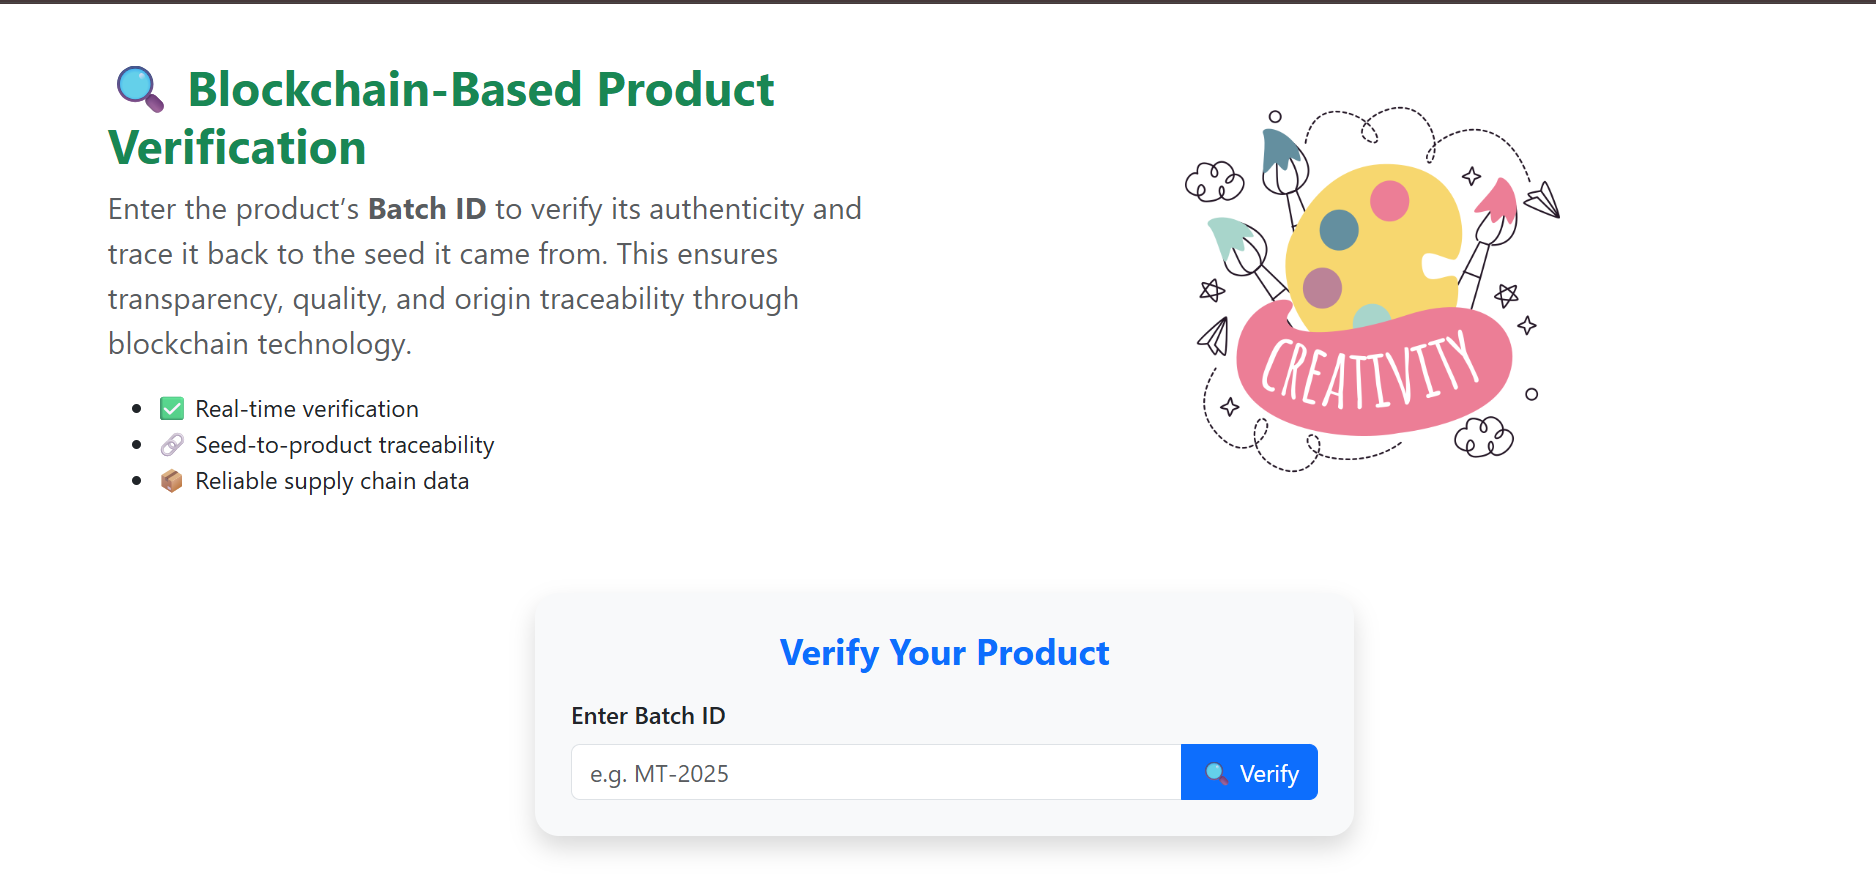 🔍 Blockchain-Based Product
Verification
Enter the product’s Batch ID to verify its authenticity and
trace it back to the seed it came from. This ensures
transparency, quality, and origin traceability through
blockchain technology.
• ✅ Real-time verification
• 🔗 Seed-to-product traceability
• 📦 Reliable supply chain data
CREATIVITY
Verify Your Product
Enter Batch ID
e.g. MT-2025
🔍 Verify